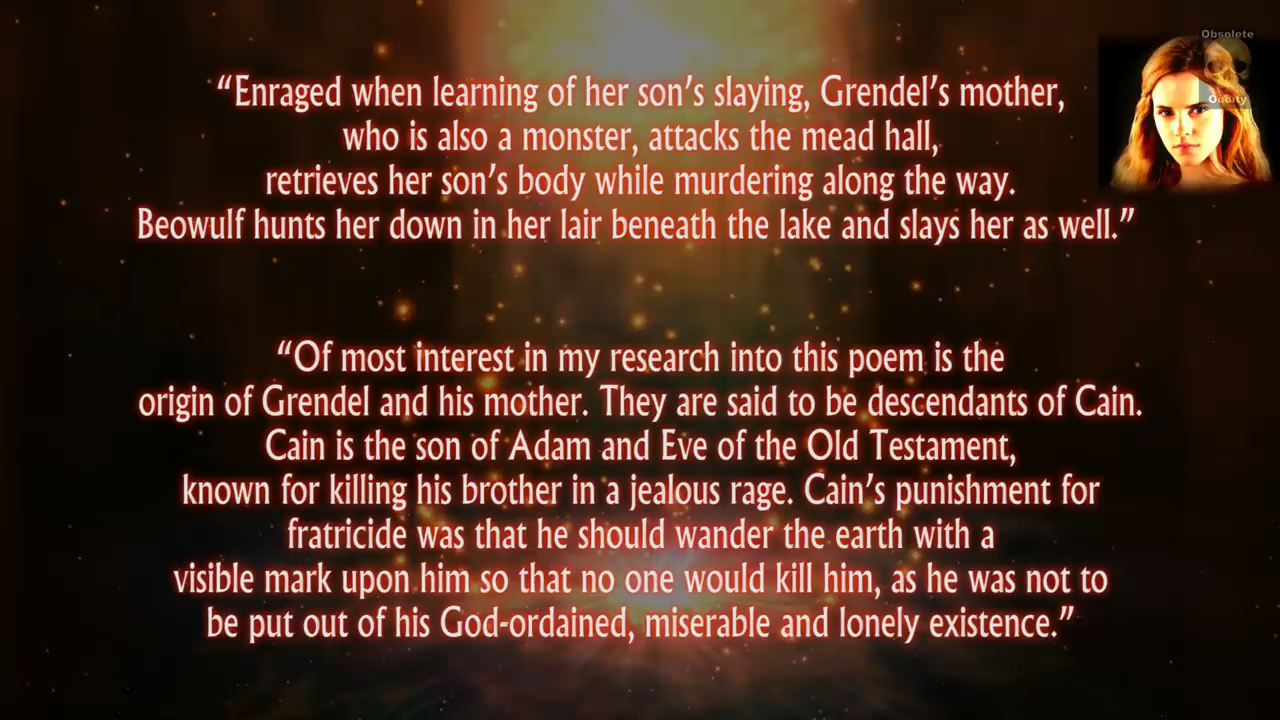 Obsolete
Oddity
“Enraged when learning of her son’s slaying, Grendel’s mother,
who is also a monster, attacks the mead hall,
retrieves her son’s body while murdering along the way.
Beowulf hunts her down in her lair beneath the lake and slays her as well.”
“Of most interest in my research into this poem is the
origin of Grendel and his mother. They are said to be descendants of Cain.
Cain is the son of Adam and Eve of the Old Testament,
known for killing his brother in a jealous rage. Cain’s punishment for
fratricide was that he should wander the earth with a
visible mark upon him so that no one would kill him, as he was not to
be put out of his God-ordained, miserable and lonely existence.”